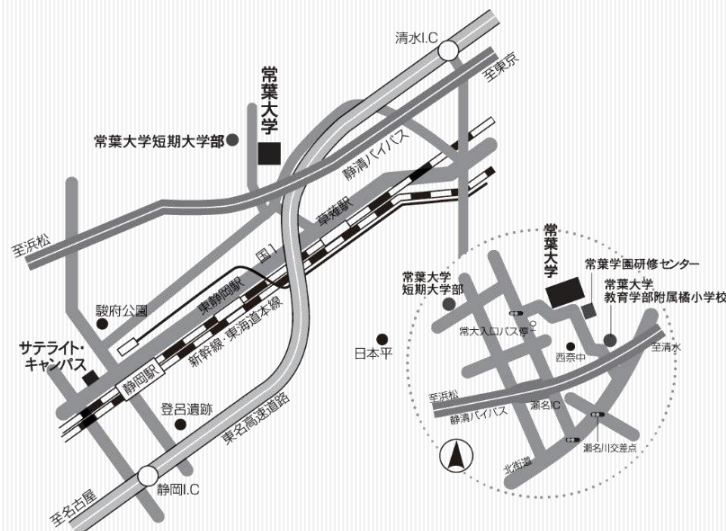 清水I.C
至東京
常葉大学
常葉大学短期大学部
静清バイパス
草薙駅
至浜松
国1
東静岡駅
新幹線・東海道本線
駿府公園
サテライト・
キャンパス
静岡駅
登呂遺跡
東名高速道路
日本平
静岡I.C
至名古屋
常葉大学
常葉学園研修センター
常葉大学
短期大学部
常葉大学
教育学部附属橘小学校
常大入口バス停
西奈中
至清水
至浜松
静清バイパス
瀬名IC
瀬名川交差点
北街道